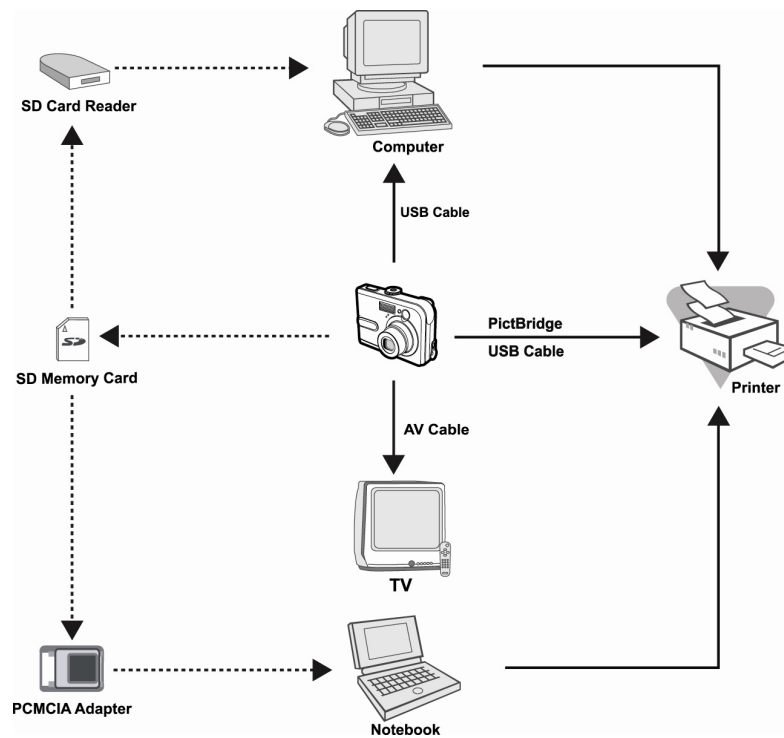 SD Card Reader
Computer
USB Cable
SD Memory Card
PictBridge
USB Cable
Printer
AV Cable
TV
PCMCIA Adapter
Notebook